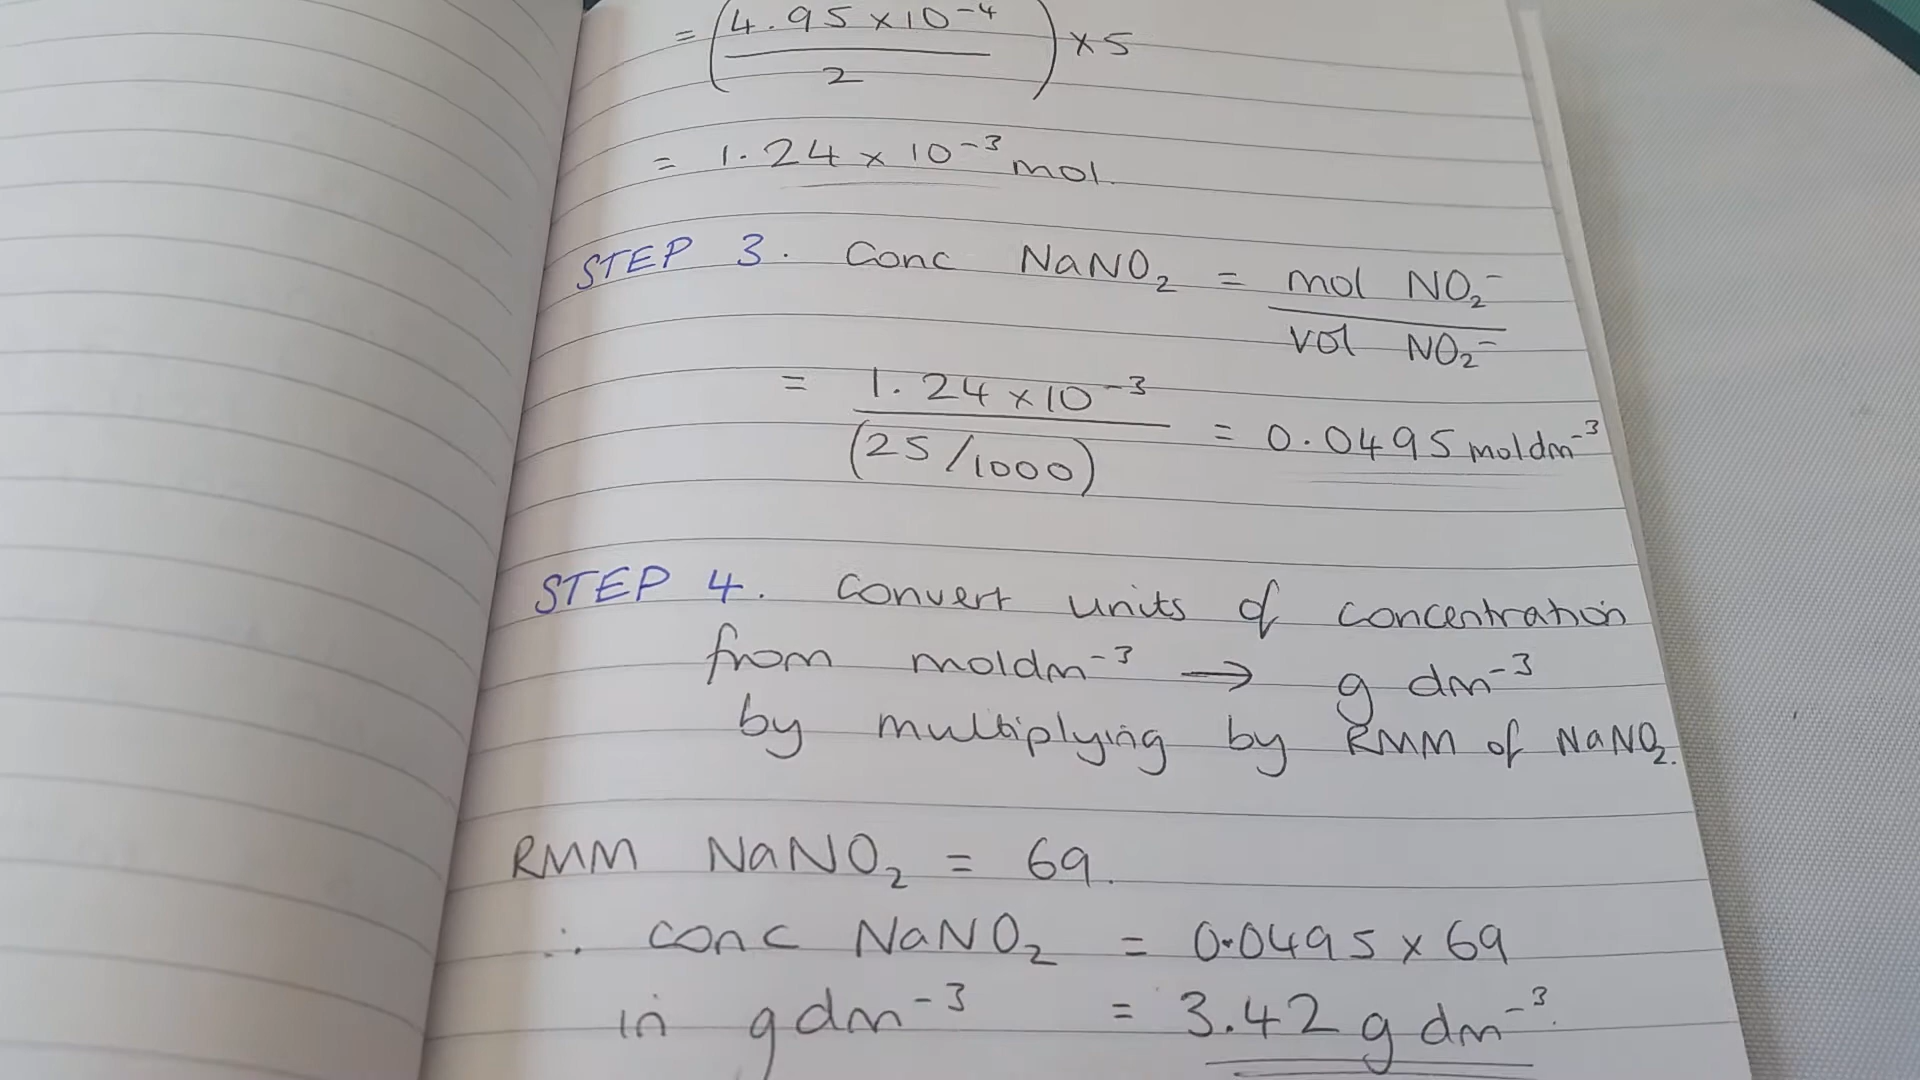 = (4.95 × 10⁻⁴ / 2) × 5
= 1.24 × 10⁻³ mol.
STEP 3. Conc NaNO₂ = mol NO₂⁻ / vol NO₂⁻
= 1.24 × 10⁻³ / (25/1000) = 0.0495 moldm⁻³
STEP 4. Convert units of concentration
from moldm⁻³ → g dm⁻³
by multiplying by RMM of NaNO₂.
RMM NaNO₂ = 69.
∴ conc NaNO₂ = 0.0495 × 69
in gdm⁻³ = 3.42 g dm⁻³.